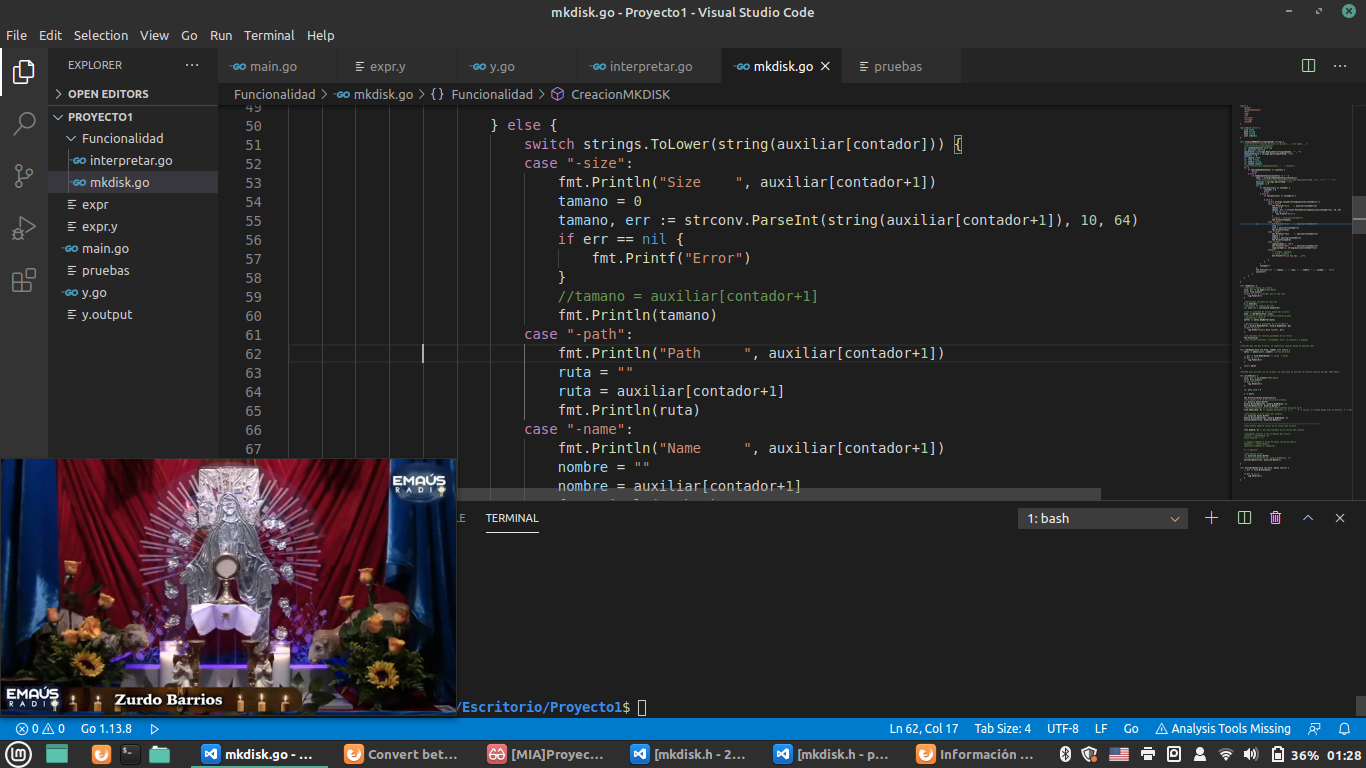 mkdisk.go - Proyecto1 - Visual Studio Code
File Edit Selection View Go Run Terminal Help
EXPLORER
OPEN EDITORS
PROYECTO1
Funcionalidad
interpretar.go
mkdisk.go
expr
expr.y
main.go
pruebas
y.go
y.output
main.go expr.y y.go interpretar.go mkdisk.go pruebas
Funcionalidad > mkdisk.go > {} Funcionalidad > CreacionMKDISK
49
50 } else {
51 switch strings.ToLower(string(auxiliar[contador])) {
52 case "-size":
53 fmt.Println("Size    ", auxiliar[contador+1])
54 tamano = 0
55 tamano, err := strconv.ParseInt(string(auxiliar[contador+1]), 10, 64)
56 if err == nil {
57 fmt.Printf("Error")
58 }
59 //tamano = auxiliar[contador+1]
60 fmt.Println(tamano)
61 case "-path":
62 fmt.Println("Path     ", auxiliar[contador+1])
63 ruta = ""
64 ruta = auxiliar[contador+1]
65 fmt.Println(ruta)
66 case "-name":
67 fmt.Println("Name     ", auxiliar[contador+1])
nombre = ""
nombre = auxiliar[contador+1]
LE TERMINAL
1: bash
/Escritorio/Proyecto1$
EMAÚS
RADIO
EMAÚS
RADIO
Zurdo Barrios
0 0 Go 1.13.8
Ln 62, Col 17 Tab Size: 4 UTF-8 LF Go Analysis Tools Missing
mkdisk.go - ... Convert bet... [MIA]Proyec... [mkdisk.h - 2... [mkdisk.h - p... Información ... 36% 01:28